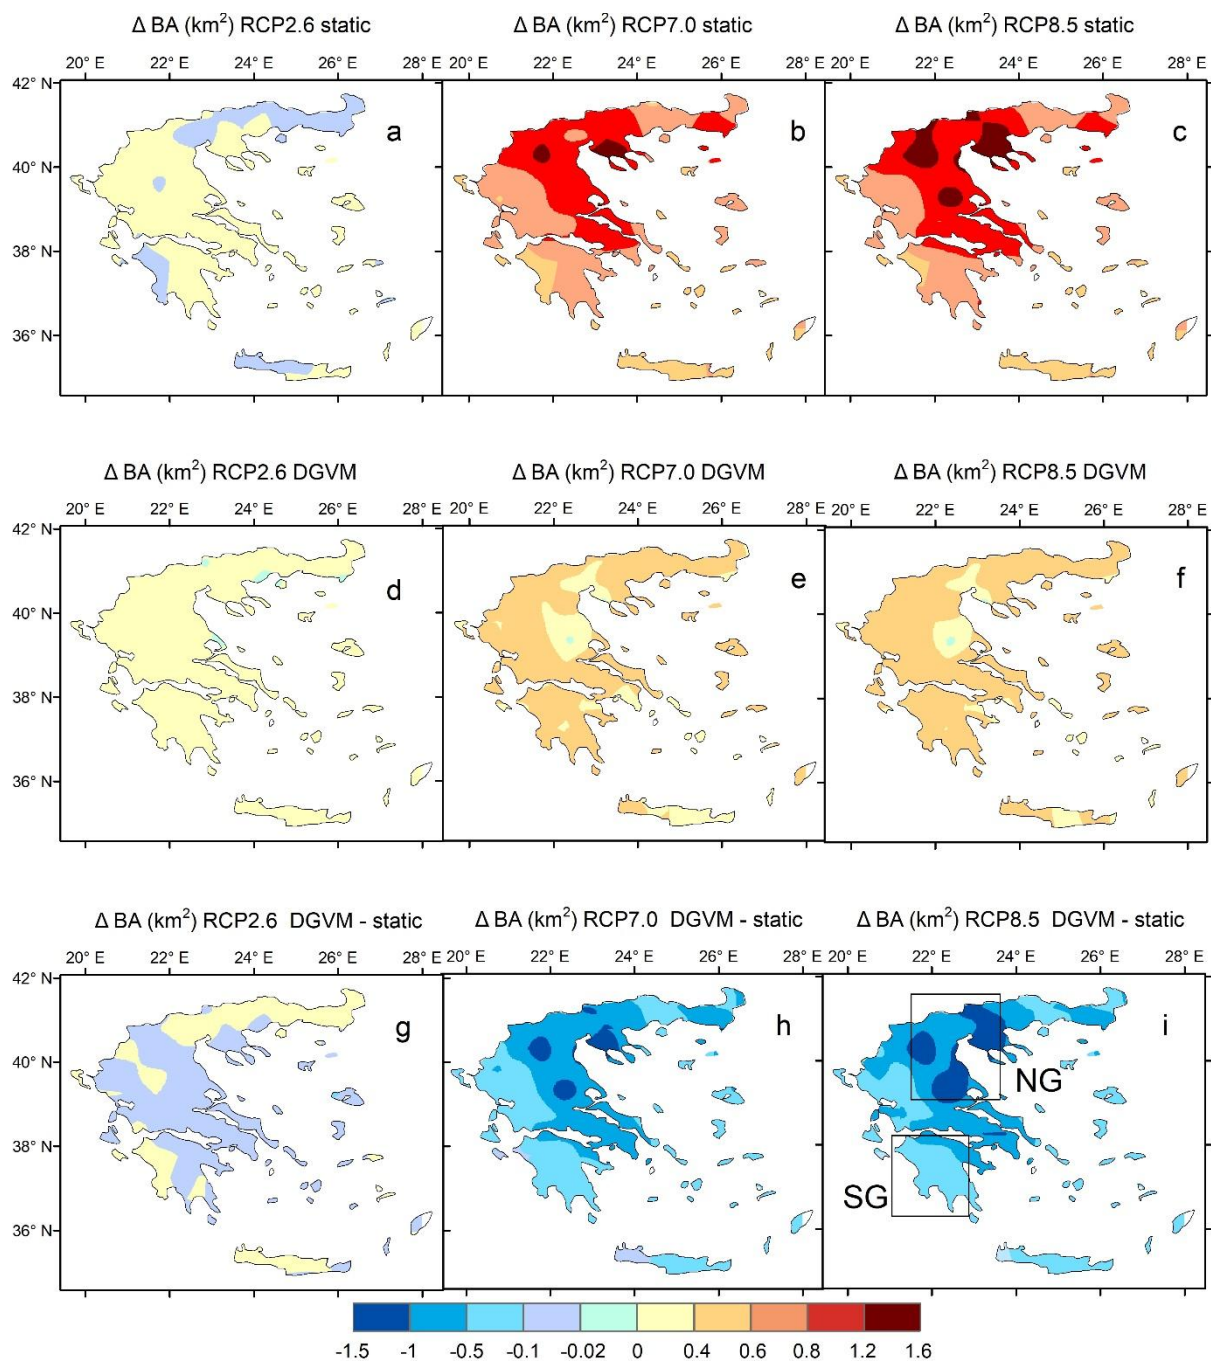 Δ BA (km²) RCP2.6 static
Δ BA (km²) RCP7.0 static
Δ BA (km²) RCP8.5 static
20° E 22° E 24° E 26° E 28° E
20° E 22° E 24° E 26° E 28° E
20° E 22° E 24° E 26° E 28° E
42° N
40° N
38° N
36° N
a
b
c
Δ BA (km²) RCP2.6 DGVM
Δ BA (km²) RCP7.0 DGVM
Δ BA (km²) RCP8.5 DGVM
20° E 22° E 24° E 26° E 28° E
20° E 22° E 24° E 26° E 28° E
20° E 22° E 24° E 26° E 28° E
42° N
40° N
38° N
36° N
d
e
f
Δ BA (km²) RCP2.6 DGVM - static
Δ BA (km²) RCP7.0 DGVM - static
Δ BA (km²) RCP8.5 DGVM - static
20° E 22° E 24° E 26° E 28° E
20° E 22° E 24° E 26° E 28° E
20° E 22° E 24° E 26° E 28° E
42° N
40° N
38° N
36° N
g
h
i
NG
SG
-1.5 -1 -0.5 -0.1 -0.02 0 0.4 0.6 0.8 1.2 1.6